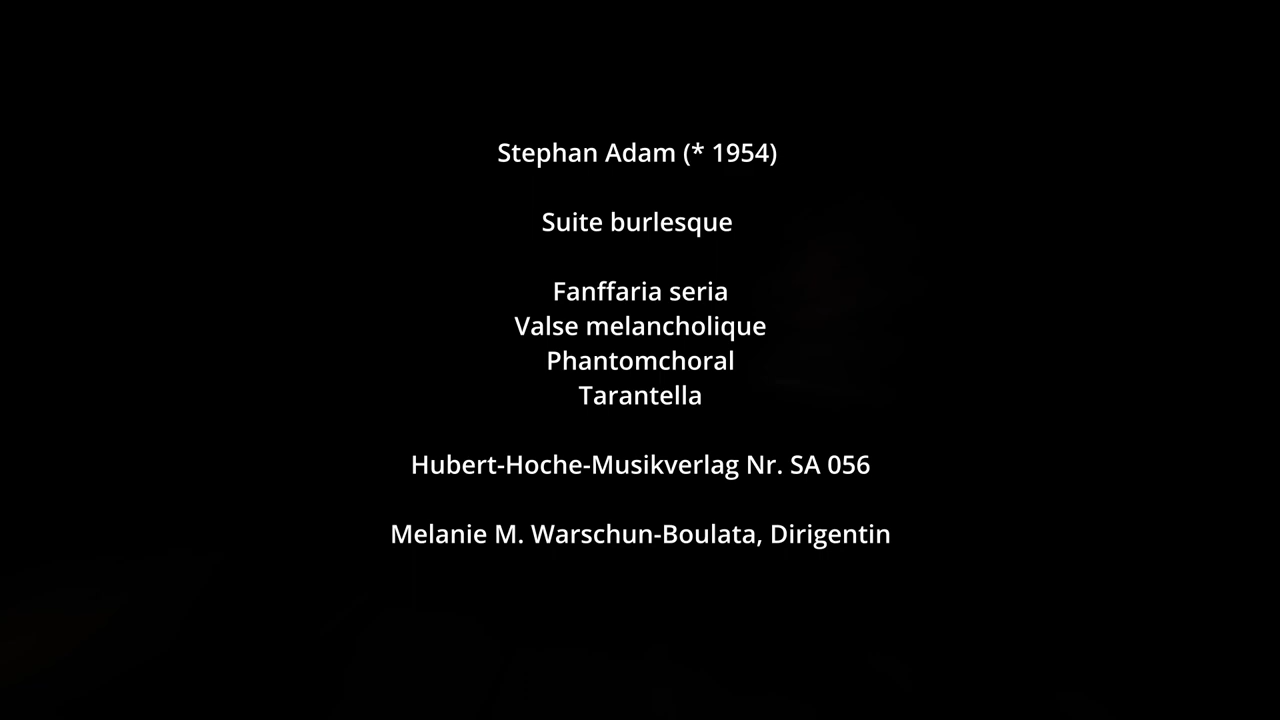 Stephan Adam (* 1954)
Suite burlesque
Fanffaria seria
Valse melancholique
Phantomchoral
Tarantella
Hubert-Hoche-Musikverlag Nr. SA 056
Melanie M. Warschun-Boulata, Dirigentin